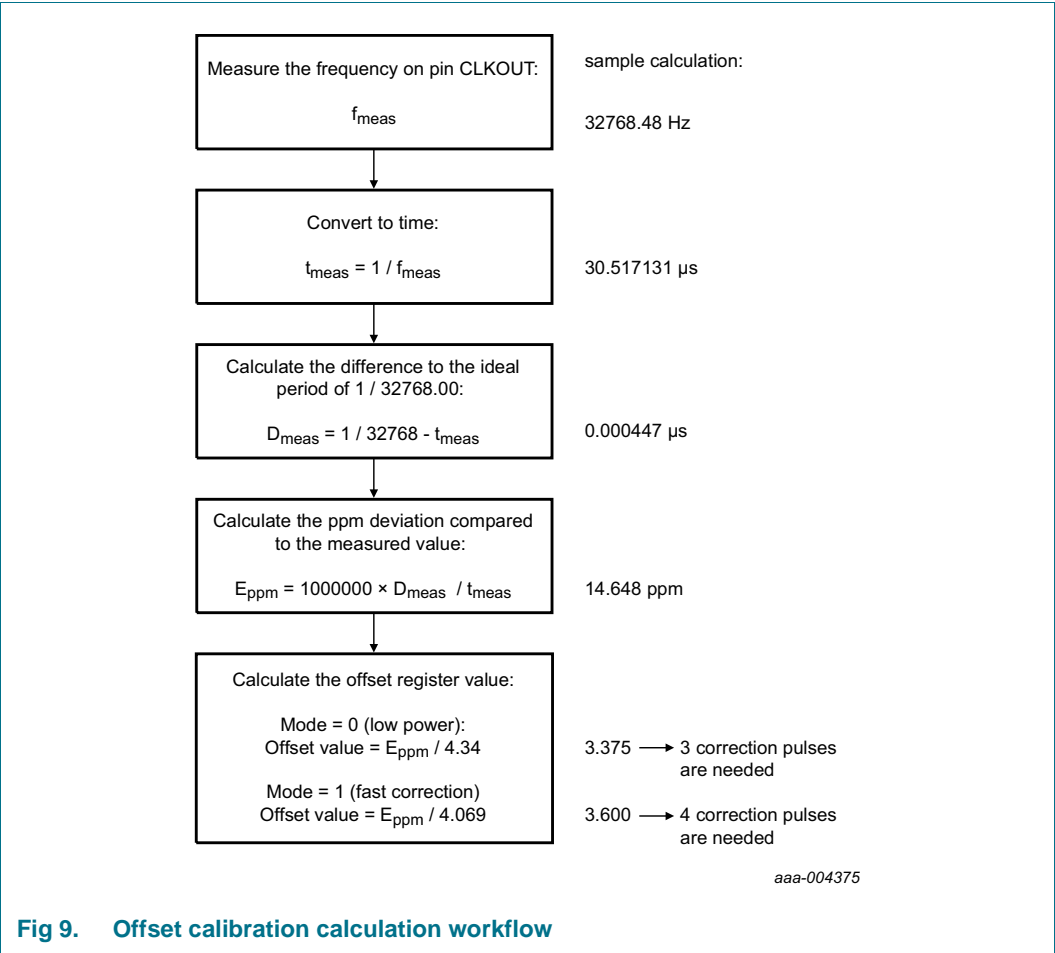 Measure the frequency on pin CLKOUT:
fmeas
sample calculation:
32768.48 Hz
Convert to time:
tmeas = 1 / fmeas
30.517131 μs
Calculate the difference to the ideal
period of 1 / 32768.00:
Dmeas = 1 / 32768 - tmeas
0.000447 μs
Calculate the ppm deviation compared
to the measured value:
Eppm = 1000000 × Dmeas / tmeas
14.648 ppm
Calculate the offset register value:
Mode = 0 (low power):
Offset value = Eppm / 4.34
3.375 → 3 correction pulses
are needed
Mode = 1 (fast correction)
Offset value = Eppm / 4.069
3.600 → 4 correction pulses
are needed
aaa-004375
Fig 9. Offset calibration calculation workflow